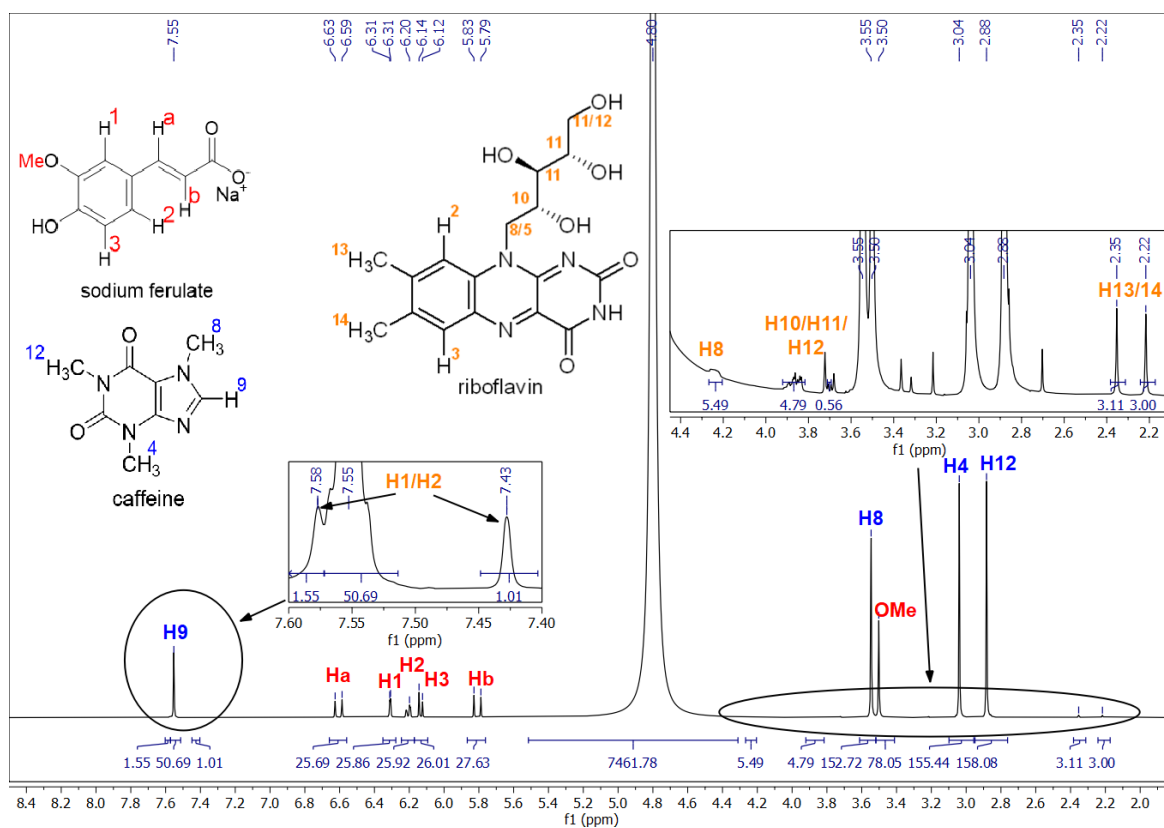 7.55 6.63 6.59 6.31 6.31 6.20 6.14 6.12 5.83 5.79 4.80 3.55 3.50 3.04 2.88 2.35 2.22
H 1 H a O
MeO O⁻
Na⁺
b
HO H 2 H
3 H
sodium ferulate
OH
11/12
11
HO OH
11
10 OH
8/5
2 H
13 H₃C N N O
14 H₃C N NH
H 3 O
riboflavin
8 CH₃
12 H₃C O N 9
N H
O N N
CH₃ 4
caffeine
3.55 3.50 3.04 2.88 2.35 2.22
H13/14
H10/H11/
H12
H8
5.49 4.79 0.56 3.11 3.00
4.4 4.2 4.0 3.8 3.6 3.4 3.2 3.0 2.8 2.6 2.4 2.2
f1 (ppm)
7.58 7.55 7.43
H1/H2
1.55 50.69 1.01
7.60 7.55 7.50 7.45 7.40
f1 (ppm)
H4 H12
H8
OMe
H9
Ha H1 H2 H3 Hb
1.55 50.69 1.01 25.69 25.86 25.92 26.01 27.63 7461.78 5.49 4.79 152.72 78.05 155.44 158.08 3.11 3.00
8.4 8.2 8.0 7.8 7.6 7.4 7.2 7.0 6.8 6.6 6.4 6.2 6.0 5.8 5.6 5.4 5.2 5.0 4.8 4.6 4.4 4.2 4.0 3.8 3.6 3.4 3.2 3.0 2.8 2.6 2.4 2.2 2.0
f1 (ppm)